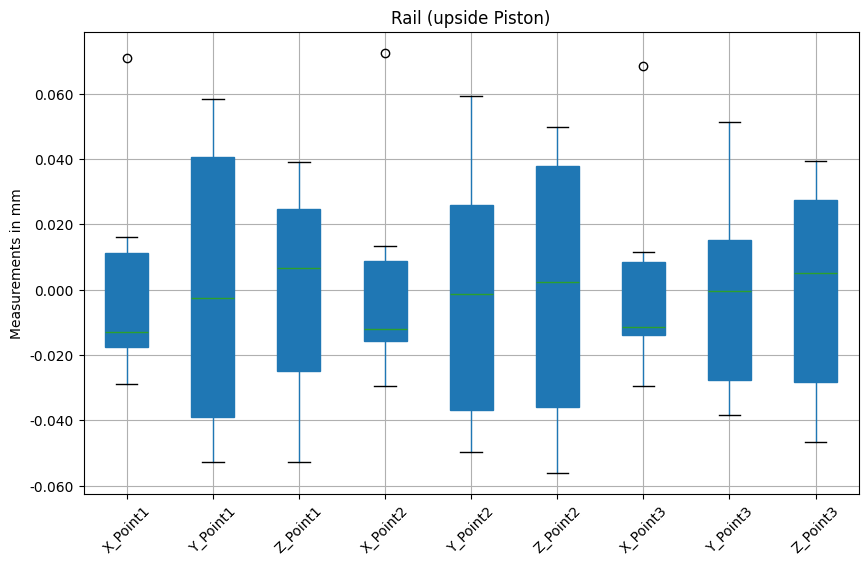 Rail (upside Piston)
Measurements in mm
0.060
0.040
0.020
0.000
-0.020
-0.040
-0.060
X_Point1
Y_Point1
Z_Point1
X_Point2
Y_Point2
Z_Point2
X_Point3
Y_Point3
Z_Point3